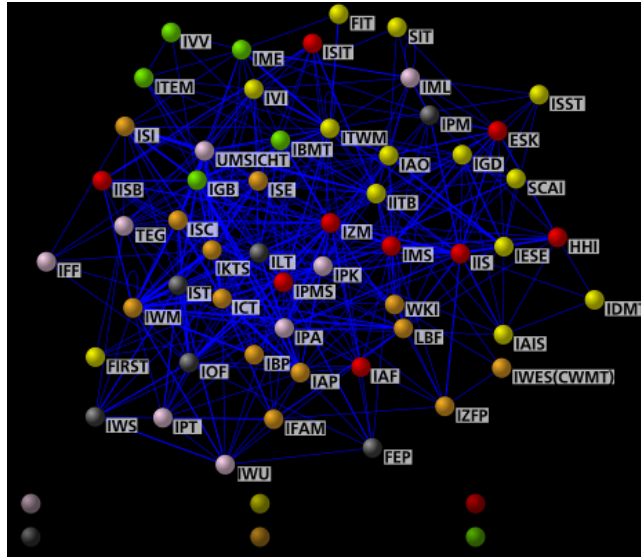 FIT
SIT
IVV
IME
ISIT
ITEM
IVI
IML
ISST
IPM
ISI
ITWM
ESK
IBMT
UMSICHT
IAO
IGD
IISB
IGB
ISE
SCAI
IITB
TEG
ISC
IZM
IMS
IIS
IESE
HHI
IFF
IKTS
ILT
IPK
IST
IPMS
IDMT
IWM
ICT
WKI
IPA
LBF
IAIS
FIRST
IOF
IBP
IAP
IAF
IWES(CWMT)
IWS
IPT
IFAM
IZFP
FEP
IWU